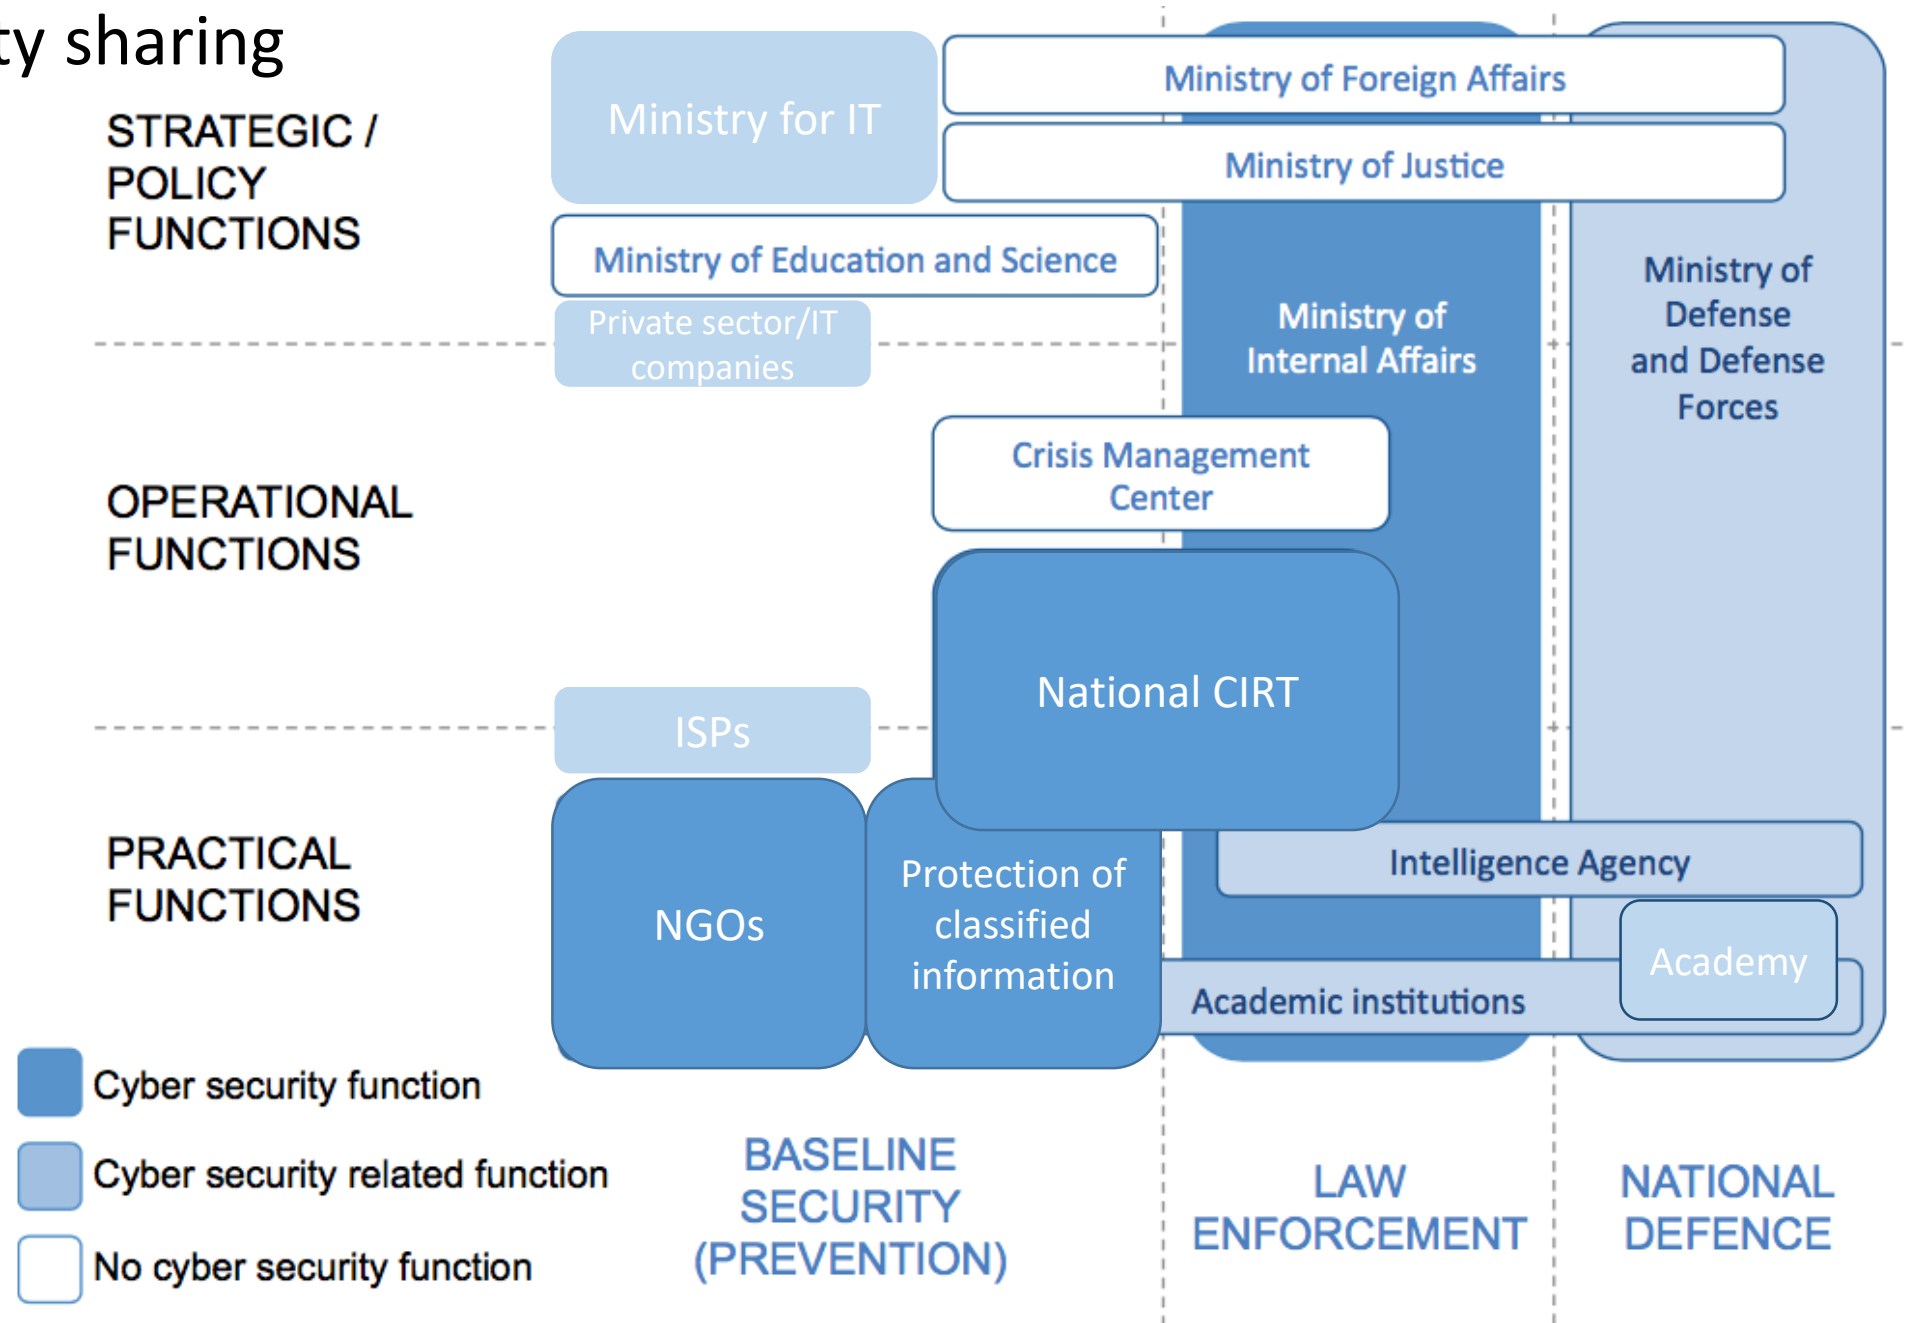 ty sharing
STRATEGIC /
POLICY
FUNCTIONS
Ministry for IT
Ministry of Foreign Affairs
Ministry of Justice
Ministry of Education and Science
Private sector/IT
companies
Ministry of
Internal Affairs
Ministry of
Defense
and Defense
Forces
OPERATIONAL
FUNCTIONS
Crisis Management
Center
National CIRT
ISPs
PRACTICAL
FUNCTIONS
NGOs
Protection of
classified
information
Intelligence Agency
Academy
Academic institutions
Cyber security function
Cyber security related function
No cyber security function
BASELINE
SECURITY
(PREVENTION)
LAW
ENFORCEMENT
NATIONAL
DEFENCE